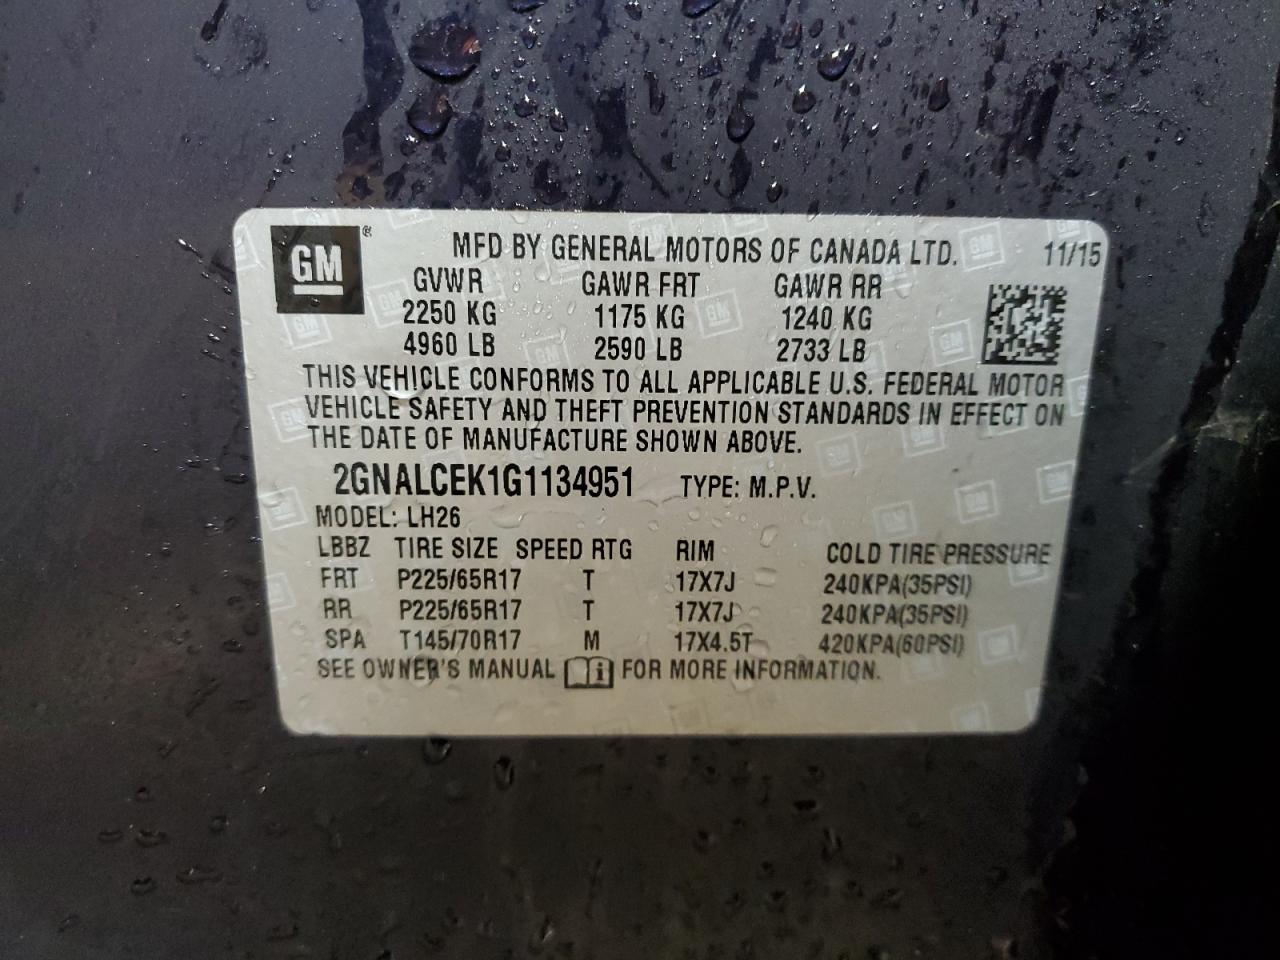 GM®
MFD BY GENERAL MOTORS OF CANADA LTD. 11/15
GVWR GAWR FRT GAWR RR
2250 KG 1175 KG 1240 KG
4960 LB 2590 LB 2733 LB
THIS VEHICLE CONFORMS TO ALL APPLICABLE U.S. FEDERAL MOTOR
VEHICLE SAFETY AND THEFT PREVENTION STANDARDS IN EFFECT ON
THE DATE OF MANUFACTURE SHOWN ABOVE.
2GNALCEK1G1134951 TYPE: M.P.V.
MODEL: LH26
LBBZ TIRE SIZE SPEED RTG RIM COLD TIRE PRESSURE
FRT P225/65R17 T 17X7J 240KPA(35PSI)
RR P225/65R17 T 17X7J 240KPA(35PSI)
SPA T145/70R17 M 17X4.5T 420KPA(60PSI)
SEE OWNER'S MANUAL i FOR MORE INFORMATION.